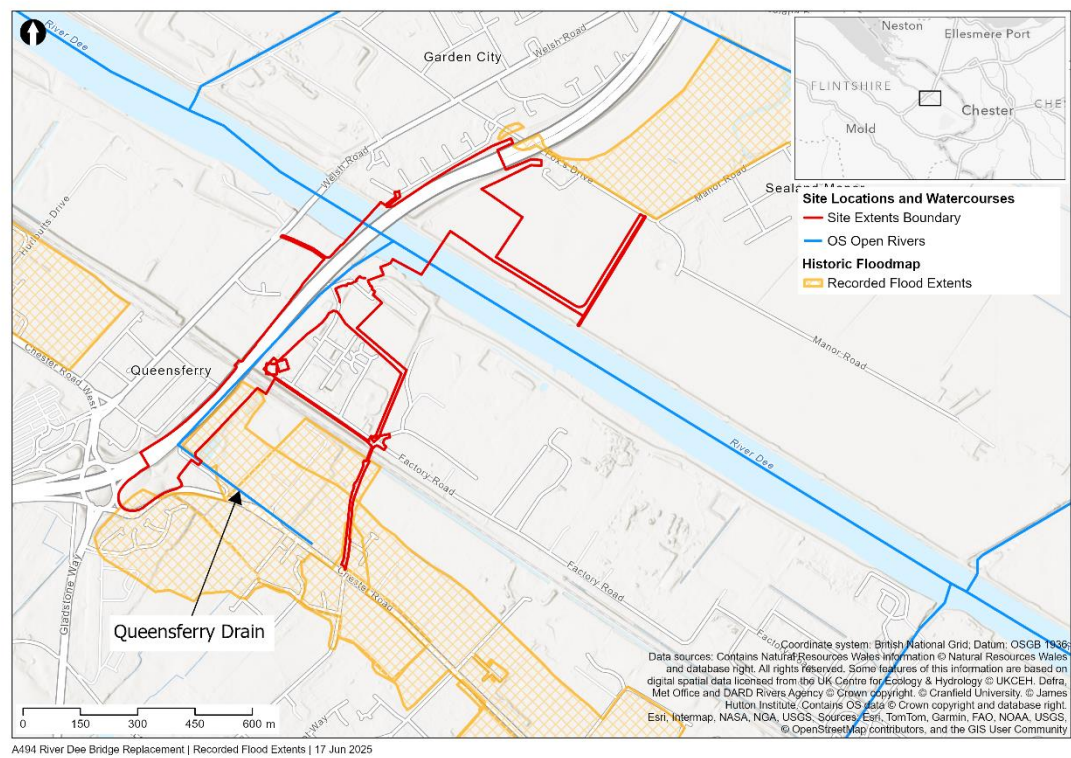 River Dee
Garden City
Welsh Road
Neston
Ellesmere Port
FLINTSHIRE
Chester
CHE
Mold
Welsh Road
Fox's Drive
Manor Road
Sealand Manor
Site Locations and Watercourses
Site Extents Boundary
OS Open Rivers
Historic Floodmap
Recorded Flood Extents
Hurlbutts Drive
Manor Road
Chester Road West
Queensferry
River Dee
Factory Road
Gladstone Way
Chester Road
Factory Road
Queensferry Drain
Coordinate system: British National Grid; Datum: OSGB 1936;
Data sources: Contains Natural Resources Wales information © Natural Resources Wales
and database right. All rights reserved. Some features of this information are based on
digital spatial data licensed from the UK Centre for Ecology & Hydrology © UKCEH. Defra,
Met Office and DARD Rivers Agency © Crown copyright. © Cranfield University. © James
Hutton Institute. Contains OS data © Crown copyright and database right.
Esri, Intermap, NASA, NGA, USGS, Sources: Esri, TomTom, Garmin, FAO, NOAA, USGS,
© OpenStreetMap contributors, and the GIS User Community
0 150 300 450 600 m
A494 River Dee Bridge Replacement | Recorded Flood Extents | 17 Jun 2025